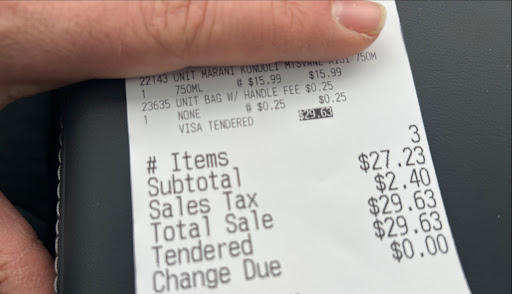 22143 UNIT MARANI KONDOLI MTSVANE KISI 750M
1 750ML @ $15.99 $15.99
23635 UNIT BAG W/ HANDLE FEE $0.25
1 NONE @ $0.25 $0.25
VISA TENDERED $29.63
# Items 3
Subtotal $27.23
Sales Tax $2.40
Total Sale $29.63
Tendered $29.63
Change Due $0.00